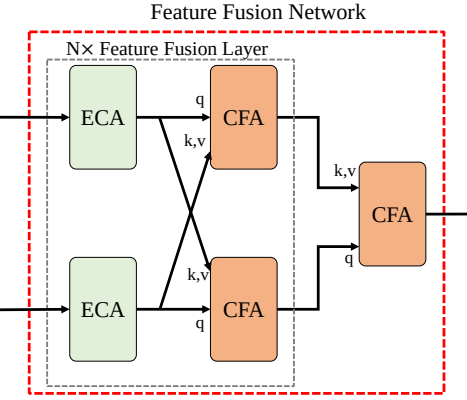 Feature Fusion Network
N× Feature Fusion Layer
ECA
q
CFA
k,v
k,v
CFA
q
k,v
ECA
q
CFA